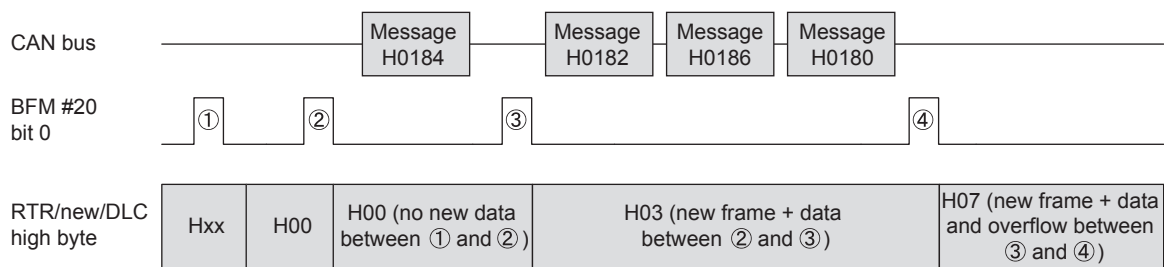 CAN bus
Message
H0184
Message
H0182
Message
H0186
Message
H0180
BFM #20
bit 0
①
②
③
④
RTR/new/DLC
high byte
Hxx
H00
H00 (no new data
between ① and ②)
H03 (new frame + data
between ② and ③)
H07 (new frame + data
and overflow between
③ and ④)